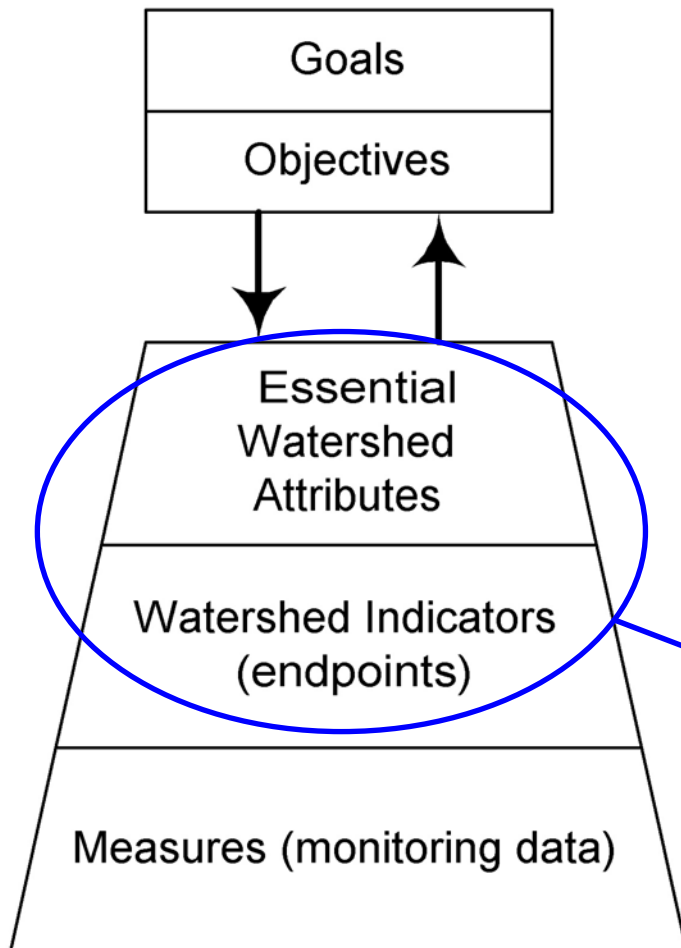 Goals
Objectives
Essential
Watershed
Attributes
Watershed Indicators
(endpoints)
Measures (monitoring data)